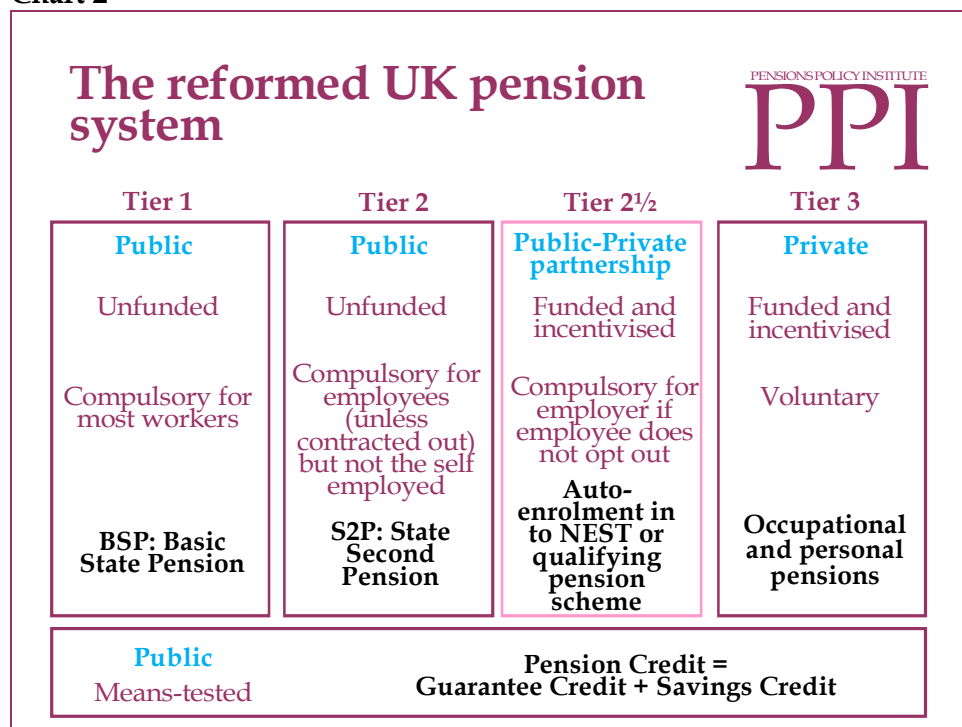 Chart 2
The reformed UK pension
system
PENSIONS POLICY INSTITUTE
PPI
Tier 1
Public
Unfunded
Compulsory for
most workers
BSP: Basic
State Pension
Tier 2
Public
Unfunded
Compulsory for
employees
(unless
contracted out)
but not the self
employed
S2P: State
Second
Pension
Tier 2½
Public-Private
partnership
Funded and
incentivised
Compulsory for
employer if
employee does
not opt out
Auto-
enrolment in
to NEST or
qualifying
pension
scheme
Tier 3
Private
Funded and
incentivised
Voluntary
Occupational
and personal
pensions
Public
Means-tested
Pension Credit =
Guarantee Credit + Savings Credit